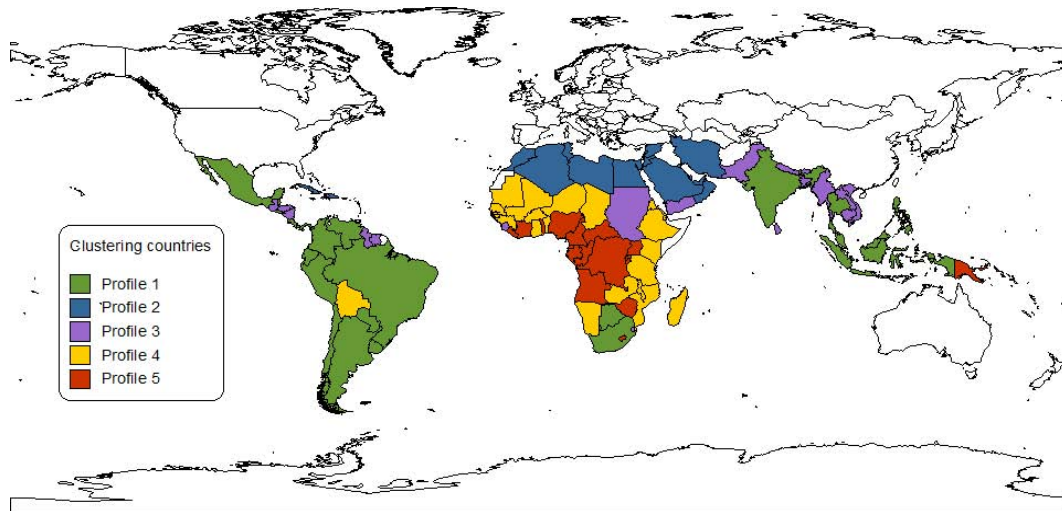 Clustering countries
Profile 1
'Profile 2
Profile 3
Profile 4
Profile 5